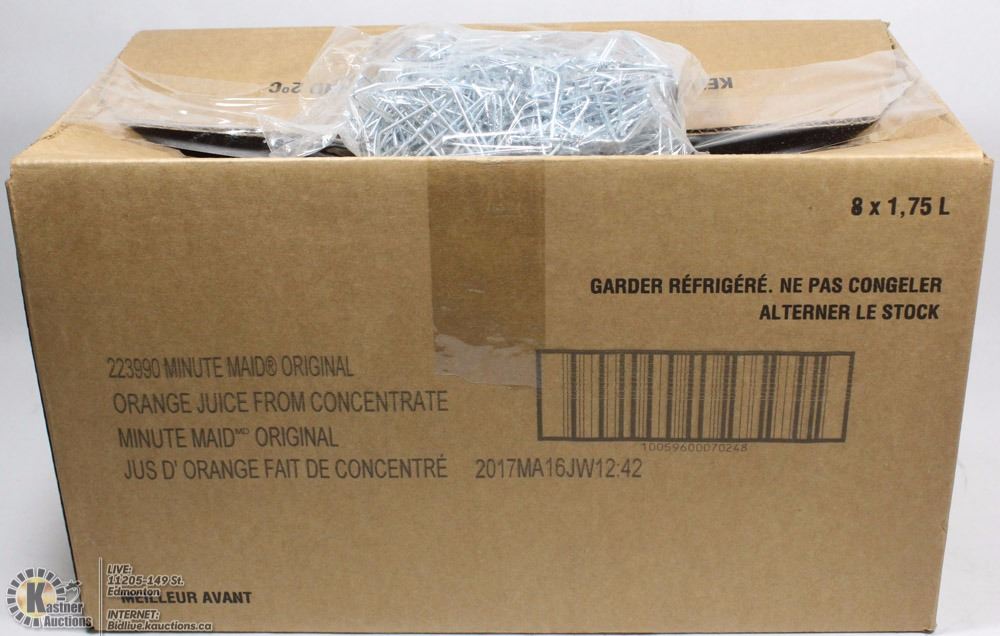 2°C
8 x 1,75 L
GARDER RÉFRIGÉRÉ. NE PAS CONGELER
ALTERNER LE STOCK
223990 MINUTE MAID® ORIGINAL
ORANGE JUICE FROM CONCENTRATE
MINUTE MAIDᴹᴰ ORIGINAL
JUS D' ORANGE FAIT DE CONCENTRÉ 2017MA16JW12:42
10059600070248
MEILLEUR AVANT
Kastner
Auctions
LIVE:
11205-149 St.
Edmonton
INTERNET:
Bidlive.kauctions.ca